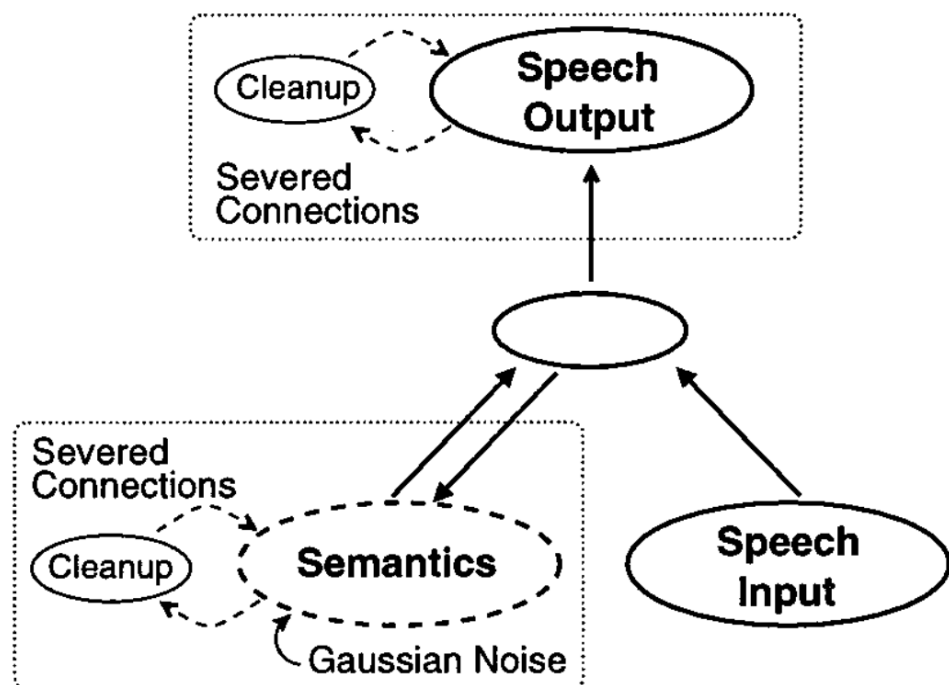 Cleanup
Speech
Output
Severed
Connections
Severed
Connections
Cleanup
Semantics
Gaussian Noise
Speech
Input